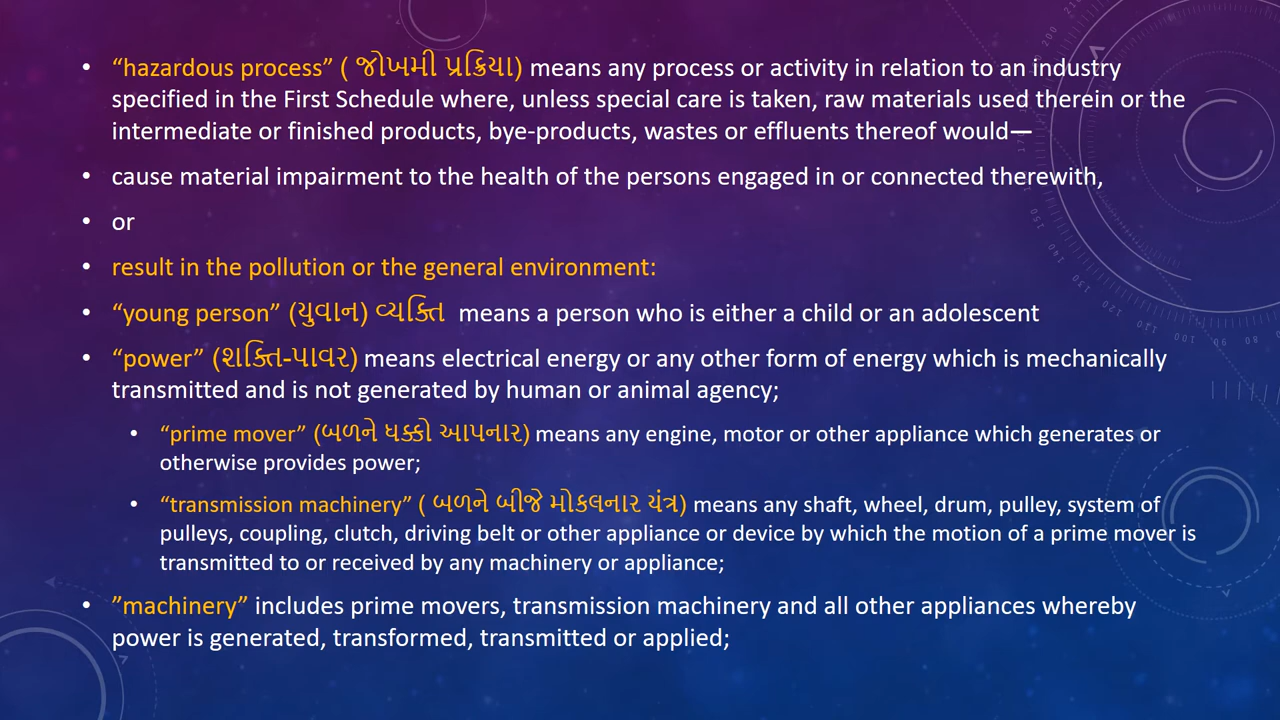 • “hazardous process” ( જોખમી પ્રક્રિયા) means any process or activity in relation to an industry
specified in the First Schedule where, unless special care is taken, raw materials used therein or the
intermediate or finished products, bye-products, wastes or effluents thereof would—
• cause material impairment to the health of the persons engaged in or connected therewith,
• or
• result in the pollution or the general environment:
• “young person” (યુવાન) વ્યક્તિ means a person who is either a child or an adolescent
• “power” (શક્તિ-પાવર) means electrical energy or any other form of energy which is mechanically
transmitted and is not generated by human or animal agency;
• “prime mover” (બળને ધક્કો આપનાર) means any engine, motor or other appliance which generates or
otherwise provides power;
• “transmission machinery” ( બળને બીજે મોકલનાર યંત્ર) means any shaft, wheel, drum, pulley, system of
pulleys, coupling, clutch, driving belt or other appliance or device by which the motion of a prime mover is
transmitted to or received by any machinery or appliance;
• ”machinery” includes prime movers, transmission machinery and all other appliances whereby
power is generated, transformed, transmitted or applied;